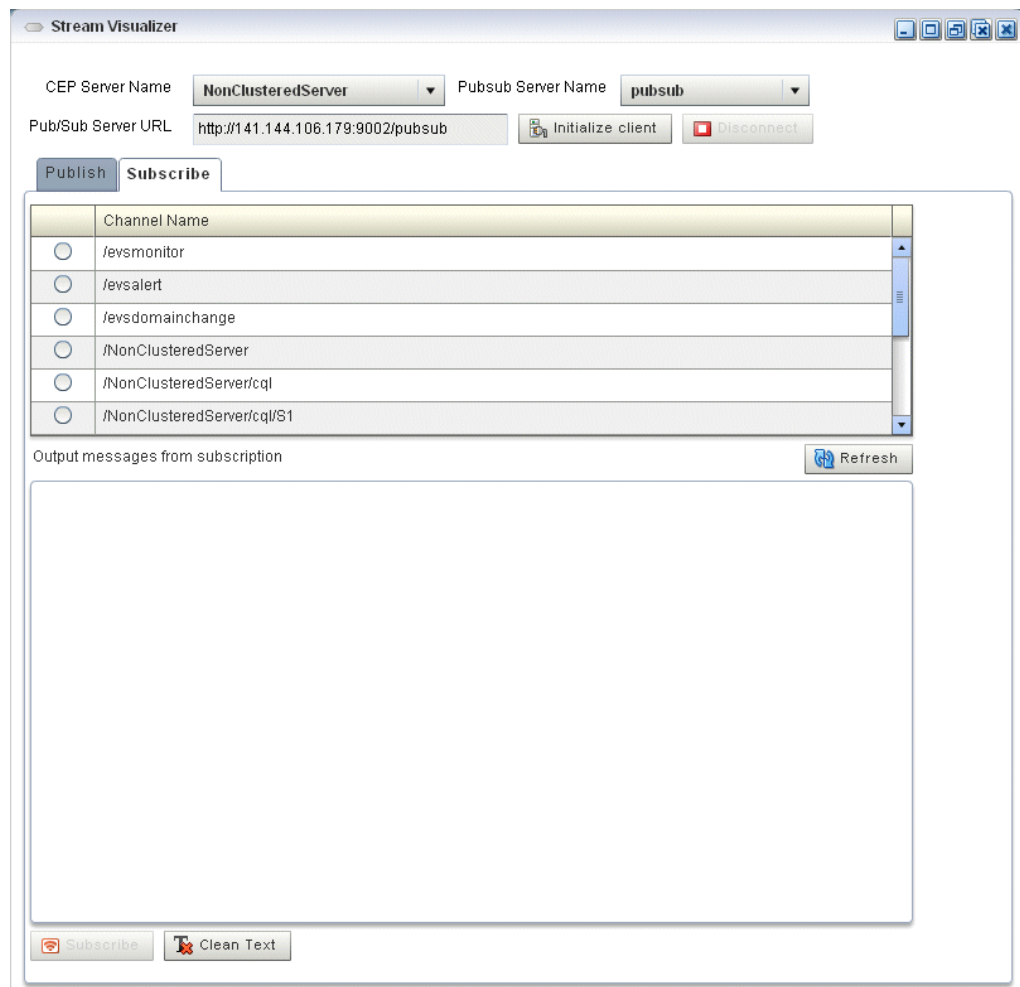 Stream Visualizer
CEP Server Name NonClusteredServer Pubsub Server Name pubsub
Pub/Sub Server URL http://141.144.106.179:9002/pubsub Initialize client Disconnect
Publish Subscribe
Channel Name
/evsmonitor
/evsalert
/evsdomainchange
/NonClusteredServer
/NonClusteredServer/cql
/NonClusteredServer/cql/S1
Output messages from subscription Refresh
Subscribe Clean Text